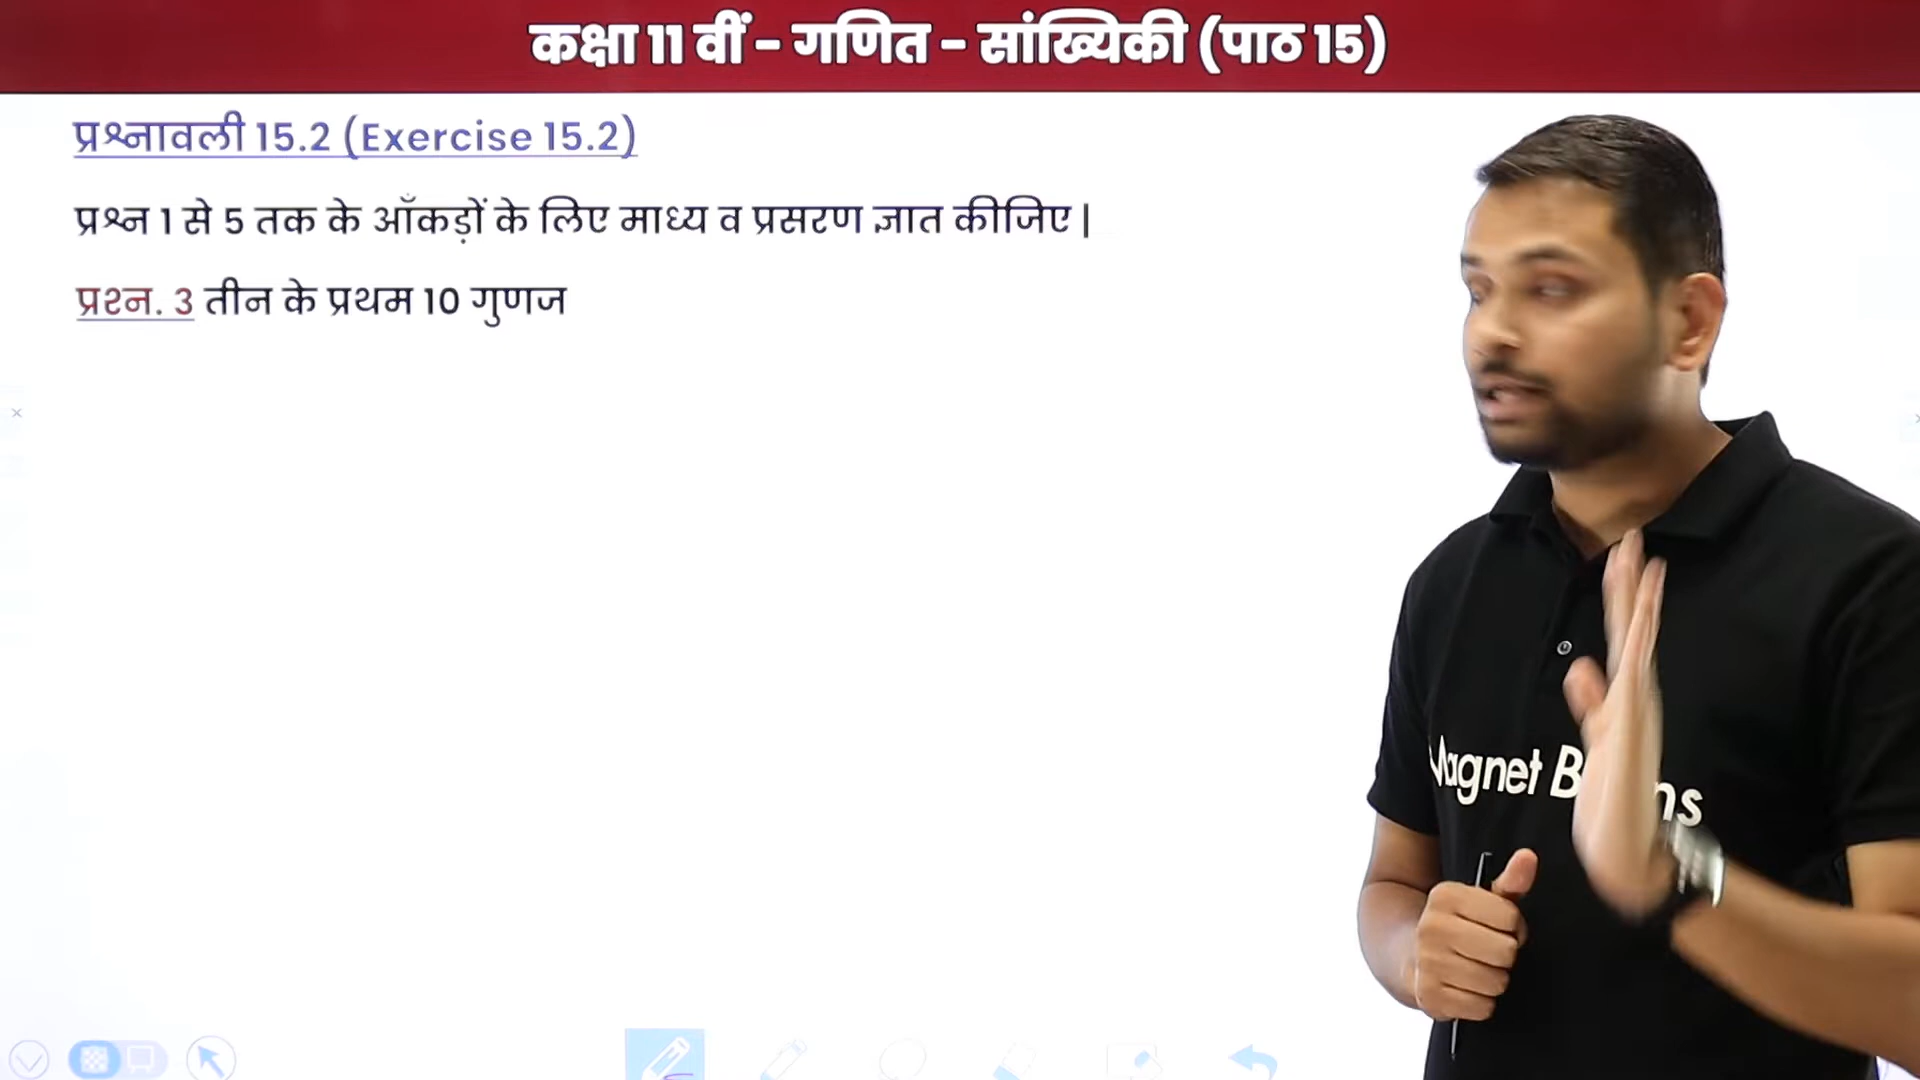 कक्षा 11 वीं - गणित - सांख्यिकी (पाठ 15)
प्रश्नावली 15.2 (Exercise 15.2)
प्रश्न 1 से 5 तक के आँकड़ों के लिए माध्य व प्रसरण ज्ञात कीजिए |
प्रश्न. 3 तीन के प्रथम 10 गुणज